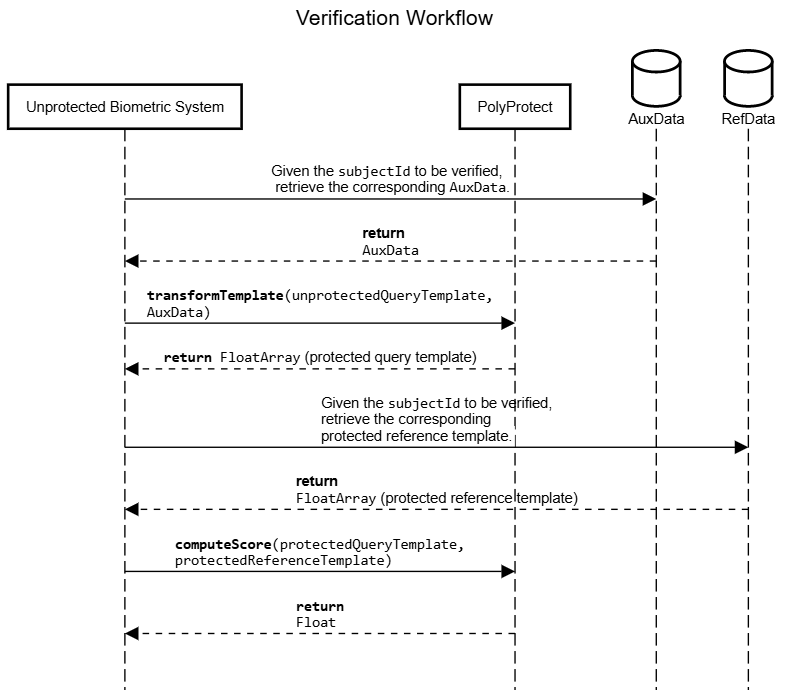 Verification Workflow
Unprotected Biometric System
PolyProtect
AuxData
RefData
Given the subjectId to be verified,
retrieve the corresponding AuxData.
return
AuxData
transformTemplate(unprotectedQueryTemplate,
AuxData)
return FloatArray (protected query template)
Given the subjectId to be verified,
retrieve the corresponding
protected reference template.
return
FloatArray (protected reference template)
computeScore(protectedQueryTemplate,
protectedReferenceTemplate)
return
Float